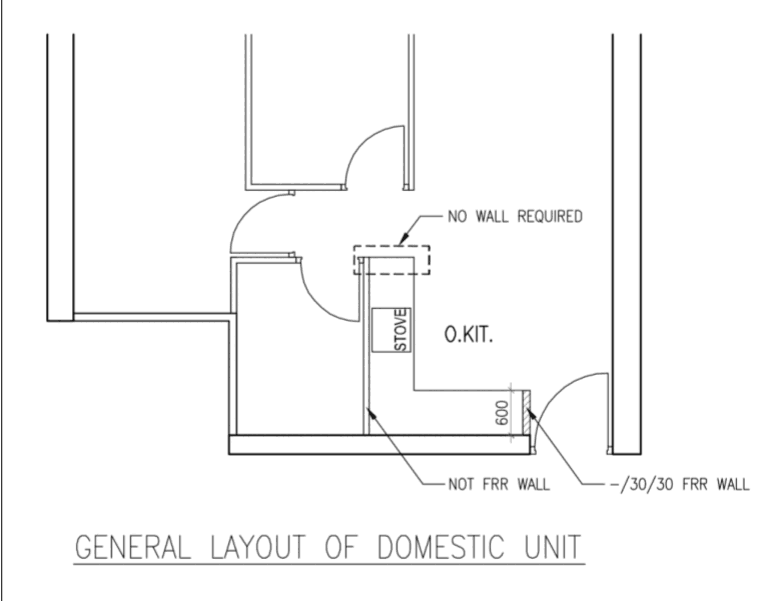 NO WALL REQUIRED
STOVE
O.KIT.
600
NOT FRR WALL
-/30/30 FRR WALL
GENERAL LAYOUT OF DOMESTIC UNIT